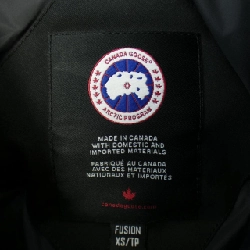 CANADA GOOSE
ARCTIC PROGRAM
MADE IN CANADA
WITH DOMESTIC AND
IMPORTED MATERIALS
FABRIQUÉ AU CANADA
AVEC DES MATERIAUX
NATIONAUX ET IMPORTÉS
FUSION
XS/TP